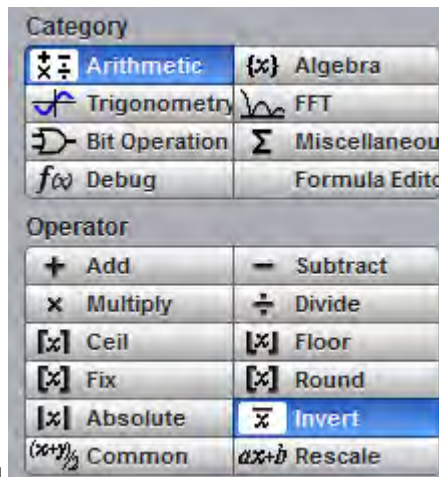 Category
Arithmetic {x} Algebra
Trigonometry FFT
Bit Operation Σ Miscellaneou
f(x) Debug Formula Edito
Operator
+ Add − Subtract
× Multiply ÷ Divide
⌈x⌉ Ceil ⌊x⌋ Floor
[x] Fix [x] Round
|x| Absolute x̅ Invert
(x+y)/2 Common ax+b Rescale